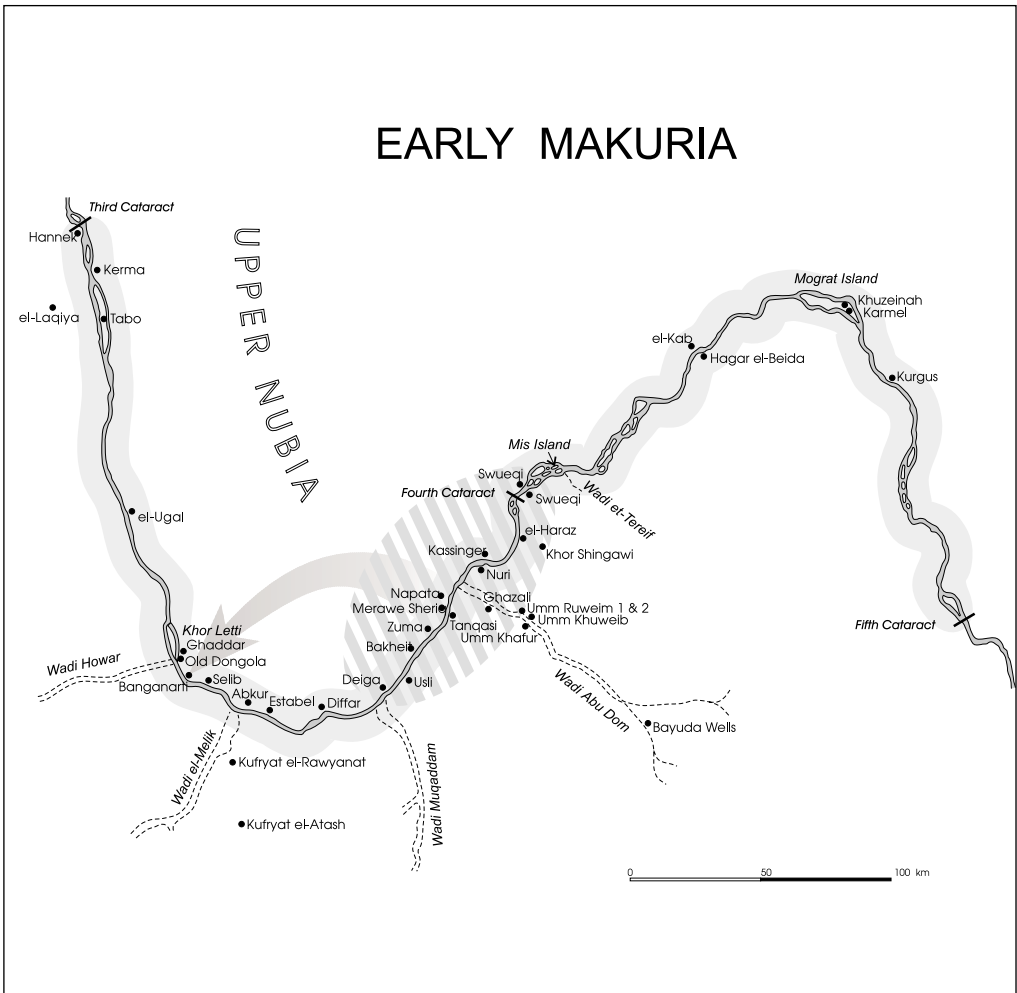 EARLY MAKURIA
Third Cataract
Hannek
Kerma
el-Laqiya
Tabo
UPPER NUBIA
Mograt Island
Khuzeinah
Karmel
el-Kab
Hagar el-Beida
Kurgus
Mis Island
Swueqi
Fourth Cataract
Swueqi
Wadi et-Tereif
el-Ugal
el-Haraz
Kassinger
Khor Shingawi
Nuri
Napata
Ghazali
Merawe Sheriq
Umm Ruweim 1 & 2
Tanqasi
Umm Khuweib
Zuma
Umm Khafur
Fifth Cataract
Khor Letti
Ghaddar
Bakheit
Wadi Howar
Old Dongola
Banganarti
Selib
Deiga
Usli
Abkur
Estabel
Diffar
Wadi Abu Dom
Bayuda Wells
Wadi el-Melik
Kufryat el-Rawyanat
Wadi Muqaddam
Kufryat el-Atash
0 50 100 km